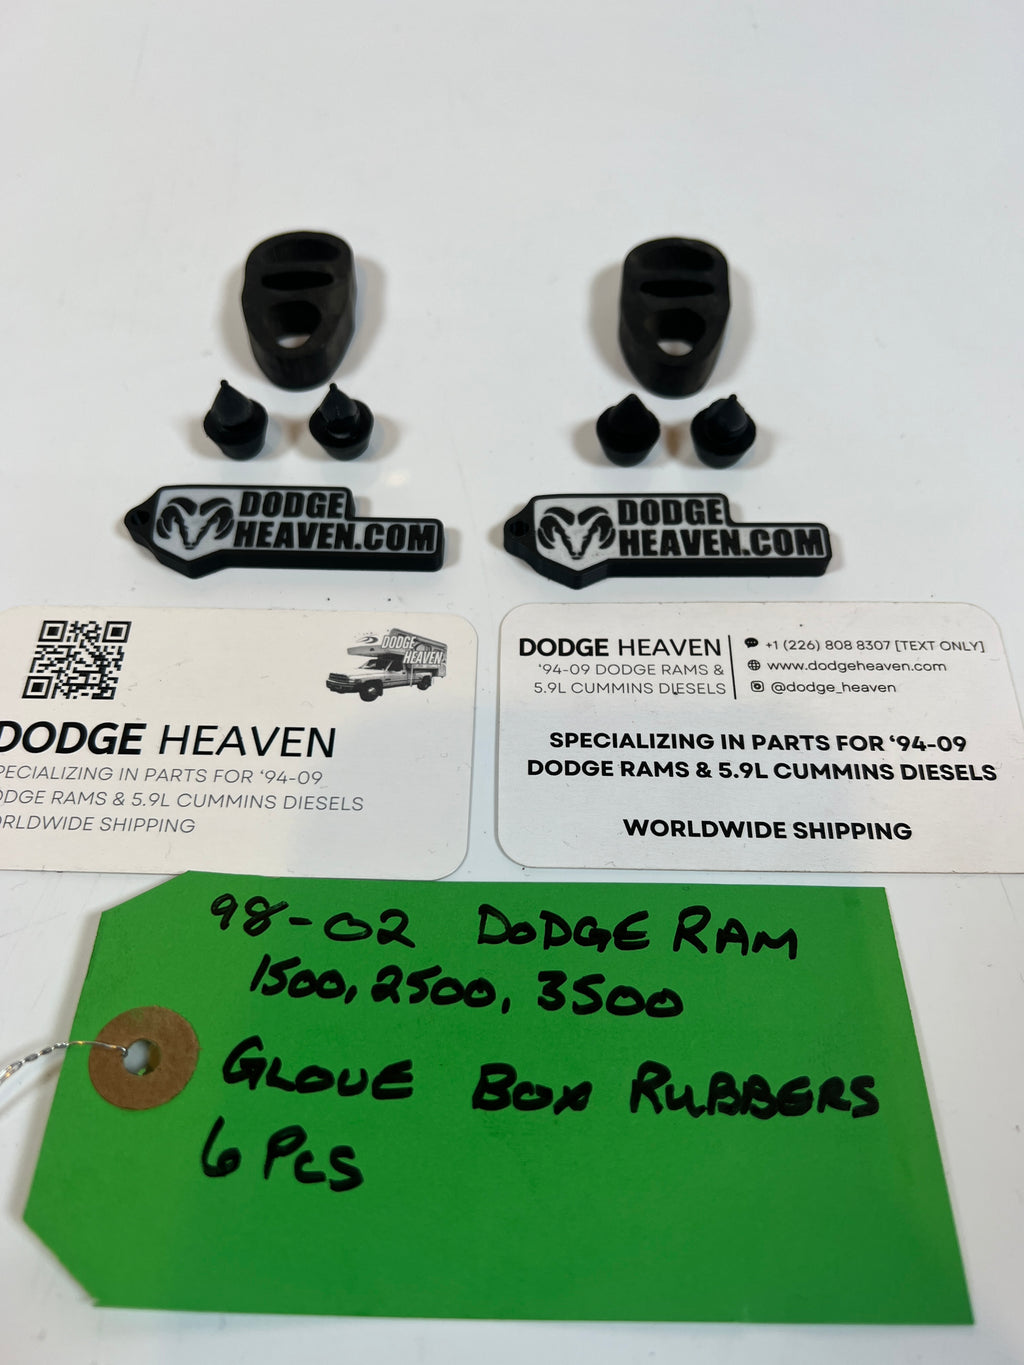 DODGE
HEAVEN.COM
DODGE
HEAVEN.COM
DODGE
HEAVEN
DODGE HEAVEN
PECIALIZING IN PARTS FOR ‘94-09
ODGE RAMS & 5.9L CUMMINS DIESELS
ORLDWIDE SHIPPING
DODGE HEAVEN
‘94-09 DODGE RAMS &
5.9L CUMMINS DIESELS
+1 (226) 808 8307 [TEXT ONLY]
www.dodgeheaven.com
@dodge_heaven
SPECIALIZING IN PARTS FOR ‘94-09
DODGE RAMS & 5.9L CUMMINS DIESELS
WORLDWIDE SHIPPING
98-02 DODGE RAM
1500, 2500, 3500
GLOVE BOX RUBBERS
6 PCS